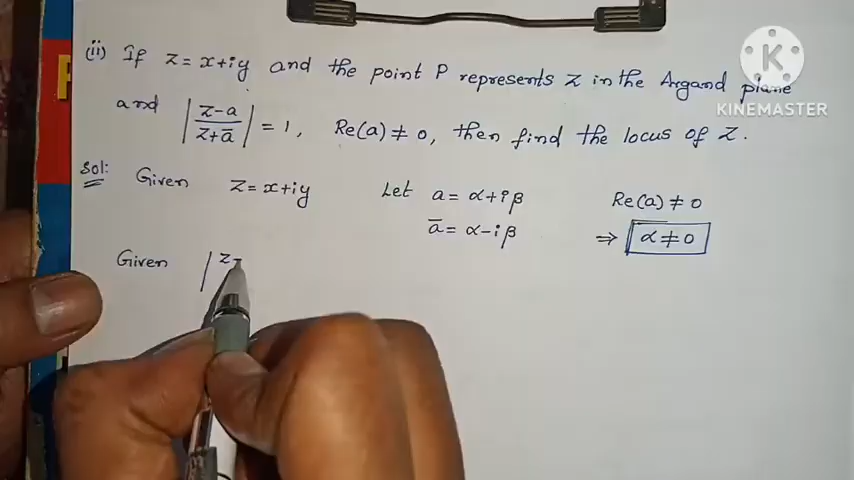 (ii) If z = x+iy and the point P represents z in the Argand plane
and |z-a / z+a̅| = 1, Re(a) ≠ 0, then find the locus of z.
Sol: Given z = x+iy Let a = α+iβ Re(a) ≠ 0
a̅ = α-iβ ⇒ α ≠ 0
Given |z-
K
KINEMASTER